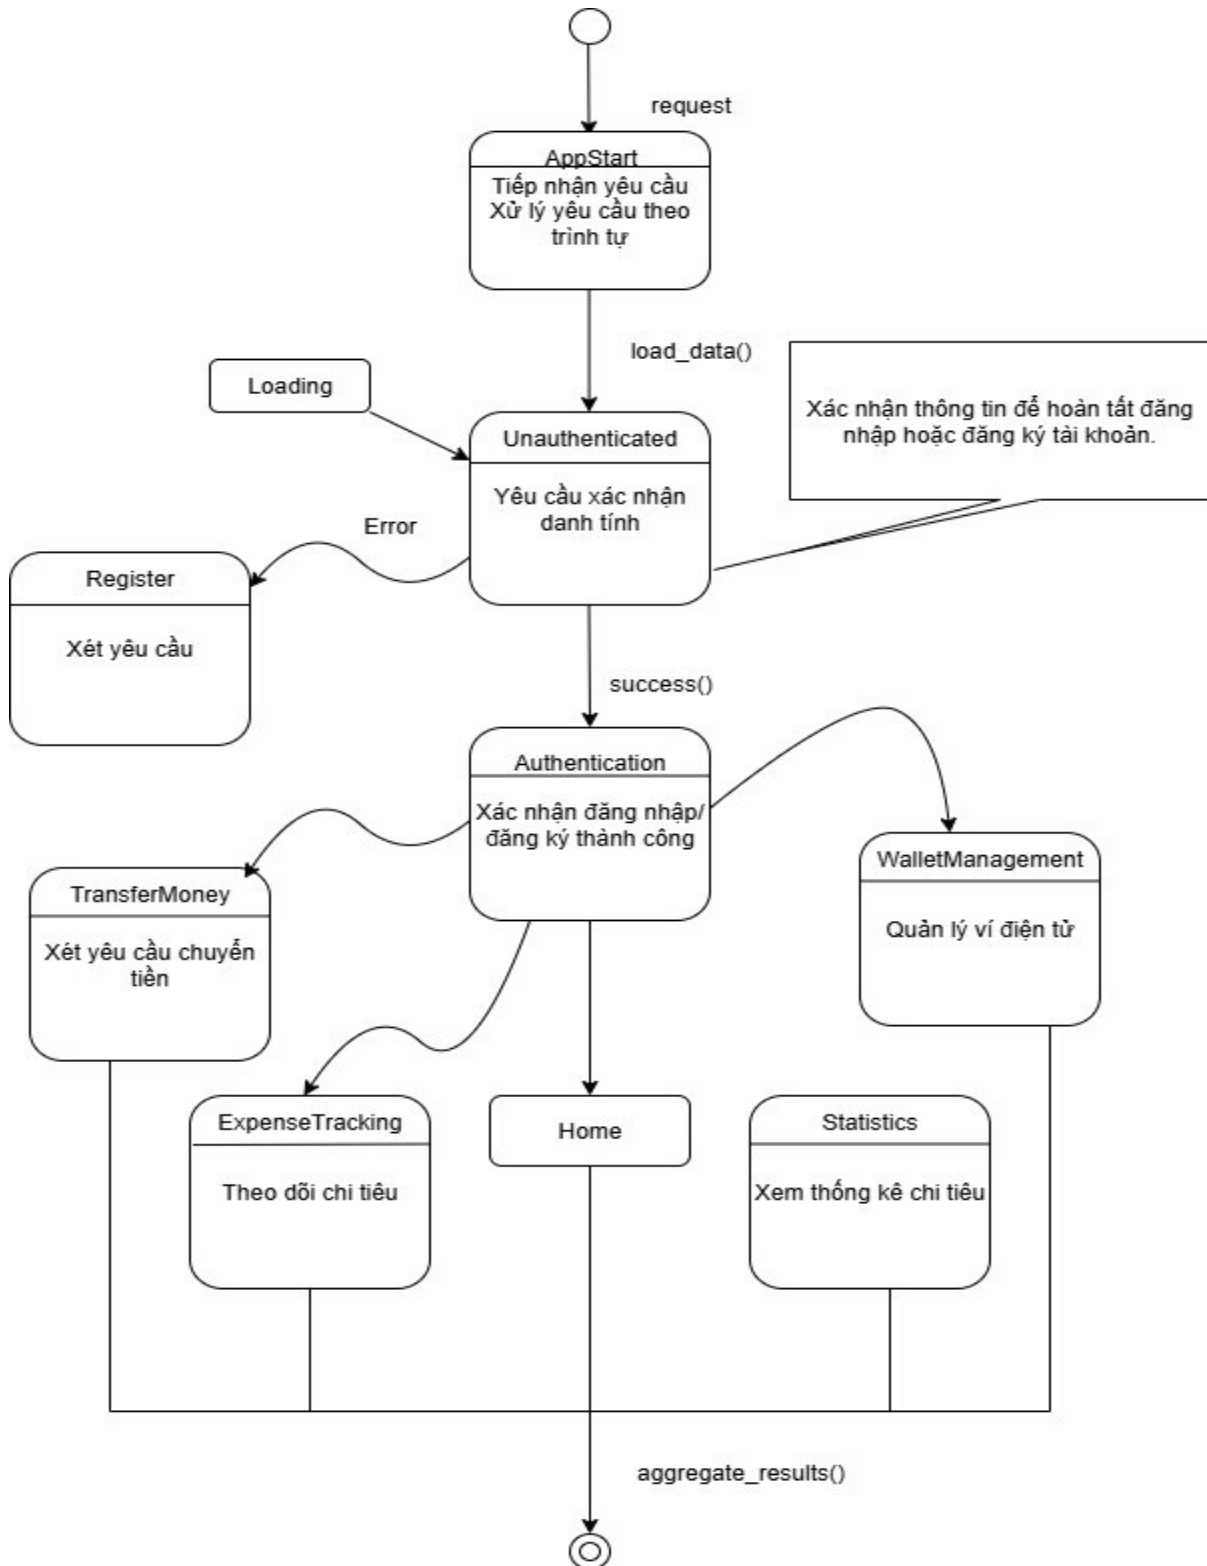 request
AppStart
Tiếp nhận yêu cầu
Xử lý yêu cầu theo
trình tự
load_data()
Loading
Xác nhận thông tin để hoàn tất đăng
nhập hoặc đăng ký tài khoản.
Unauthenticated
Yêu cầu xác nhận
danh tính
Error
Register
Xét yêu cầu
success()
Authentication
Xác nhận đăng nhập/
đăng ký thành công
WalletManagement
Quản lý ví điện tử
TransferMoney
Xét yêu cầu chuyển
tiền
ExpenseTracking
Theo dõi chi tiêu
Home
Statistics
Xem thống kê chi tiêu
aggregate_results()